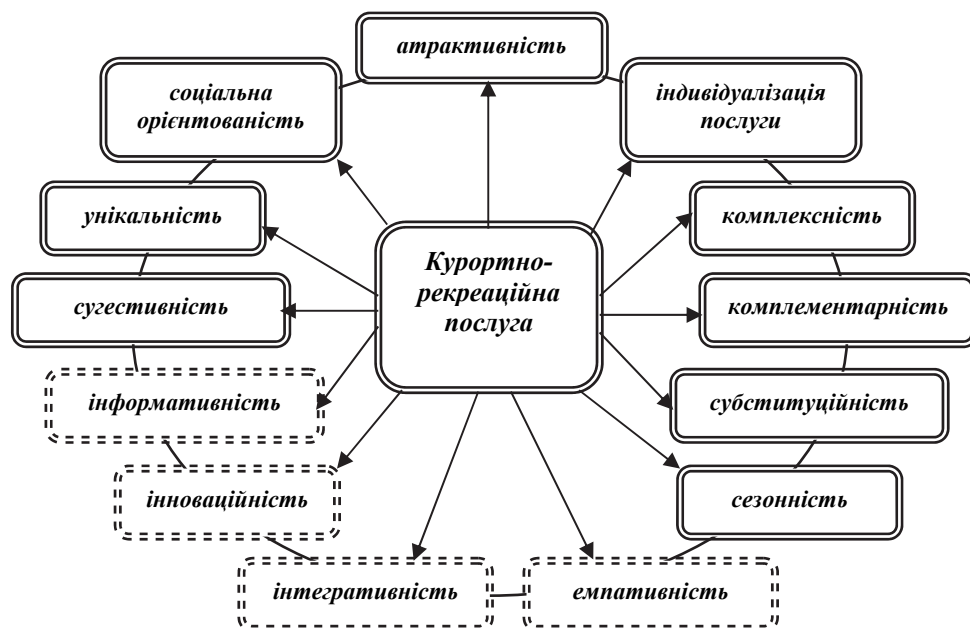 атрактивність
соціальна
орієнтованість
індивідуалізація
послуги
унікальність
комплексність
Курортно-
рекреаційна
послуга
сугестивність
комплементарність
інформативність
субституційність
інноваційність
сезонність
інтегративність
емпативність